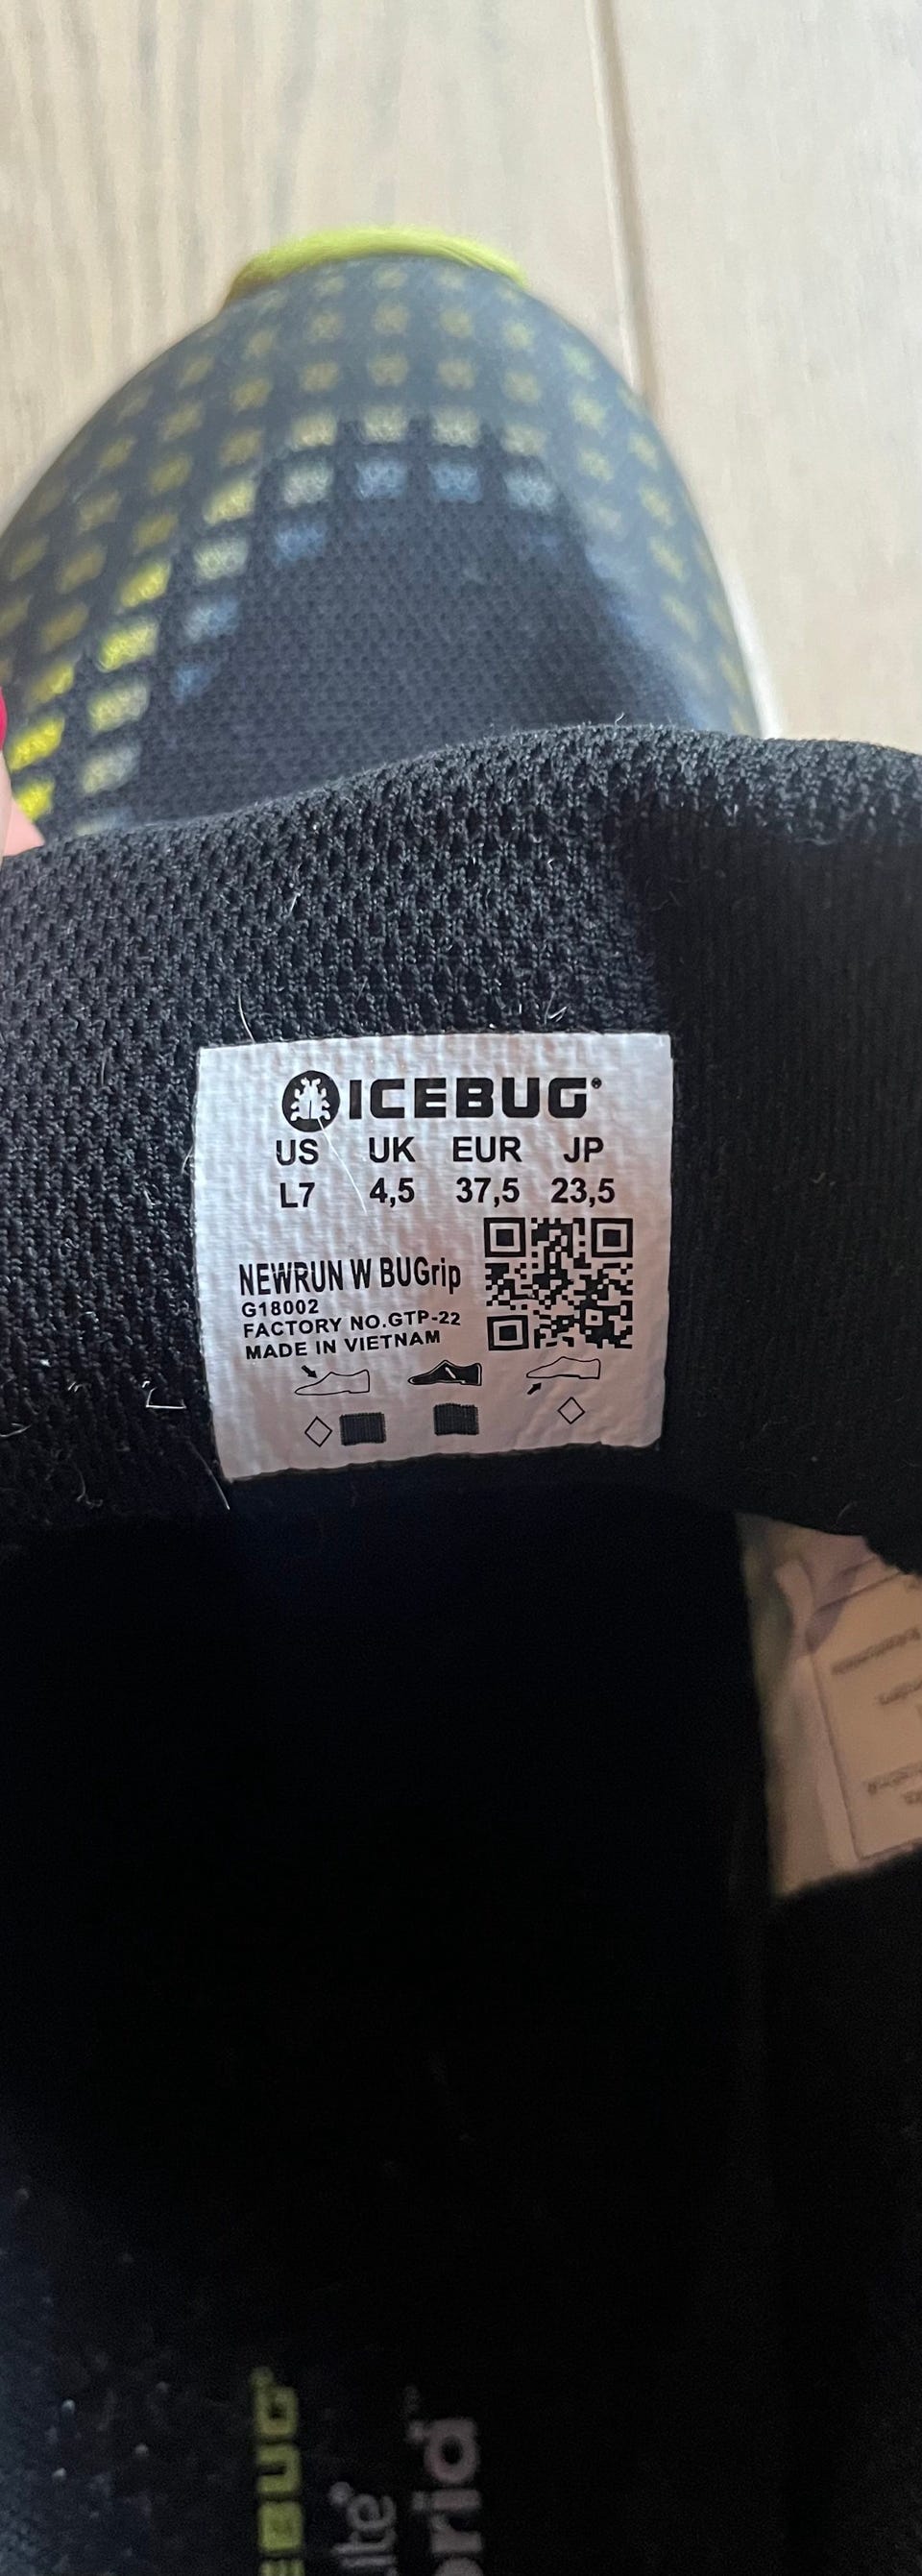 ICEBUG®
US UK EUR JP
L7 4,5 37,5 23,5
NEWRUN W BUGrip
G18002
FACTORY NO.GTP-22
MADE IN VIETNAM